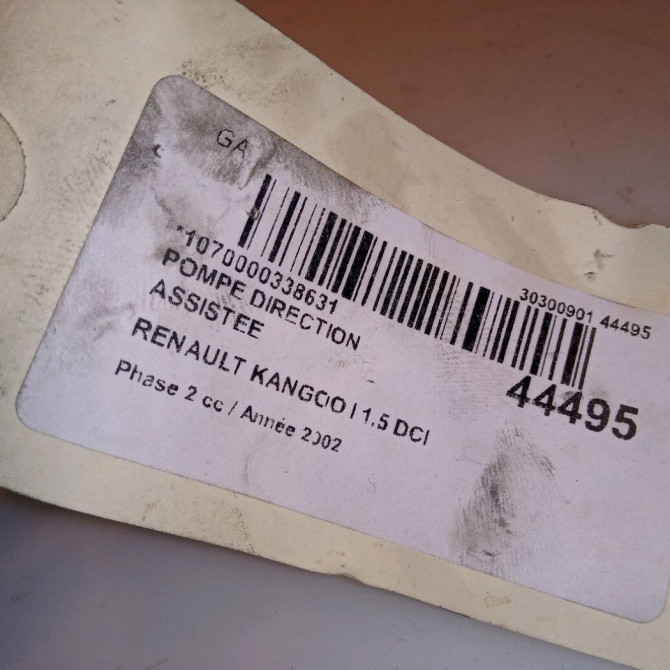 GA
*1070000338631
30300901 44495
POMPE DIRECTION
ASSISTEE
44495
RENAULT KANGOO I 1.5 DCI
Phase 2 cc / Année 2002